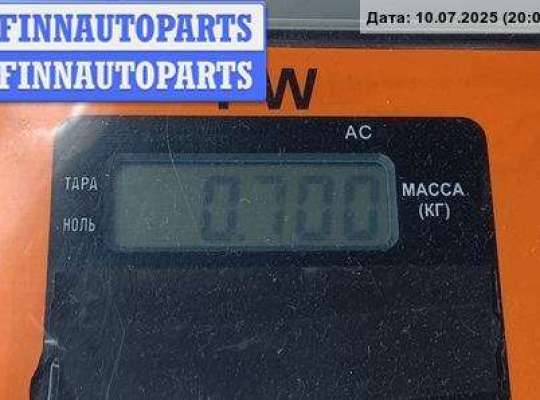 FINNAUTOPARTS
FINNAUTOPARTS
Дата: 10.07.2025 (20:0
W
AC
ТАРА
НОЛЬ
0.700
МАССА
(КГ)